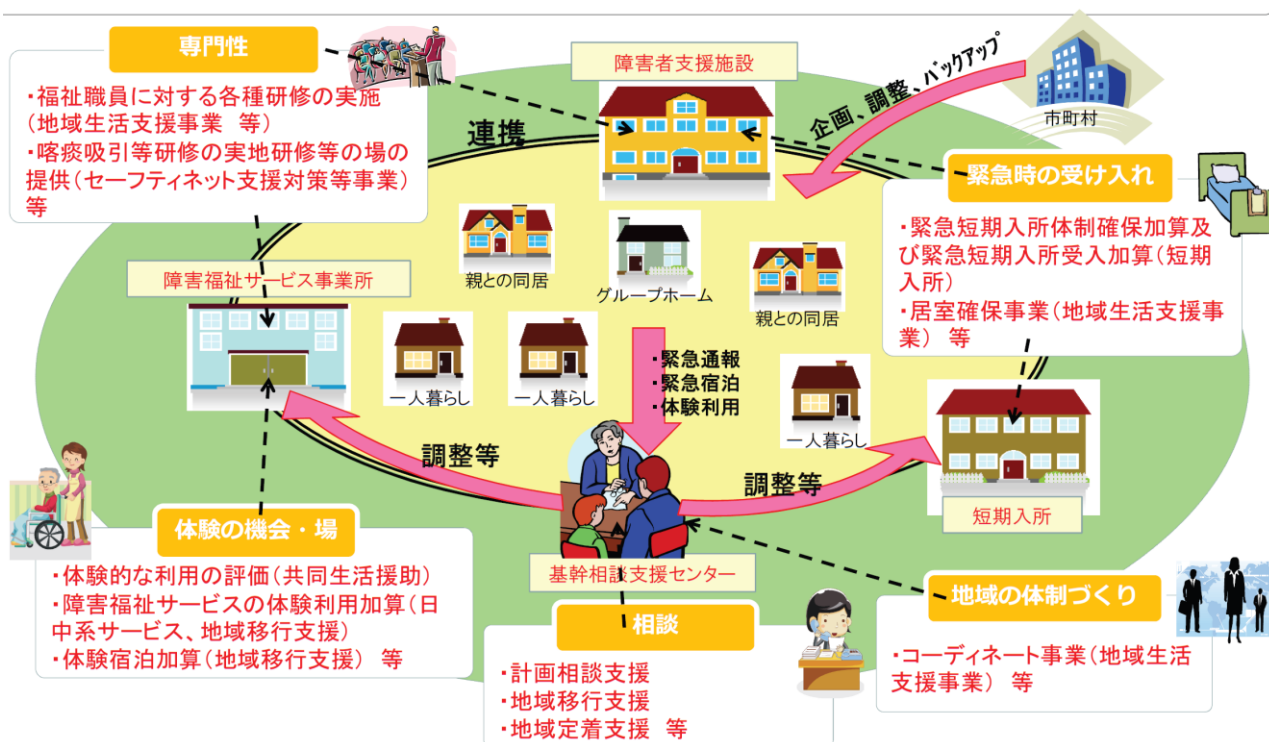 専門性
・福祉職員に対する各種研修の実施
(地域生活支援事業 等)
・喀痰吸引等研修の実地研修等の場の
提供(セーフティネット支援対策等事業)
等
障害者支援施設
企画、調整、バックアップ
市町村
連携
緊急時の受け入れ
・緊急短期入所体制確保加算及
び緊急短期入所受入加算(短期
入所)
・居室確保事業(地域生活支援事
業) 等
障害福祉サービス事業所
親との同居
グループホーム
親との同居
一人暮らし
一人暮らし
・緊急通報
・緊急宿泊
・体験利用
一人暮らし
調整等
調整等
短期入所
体験の機会・場
・体験的な利用の評価(共同生活援助)
・障害福祉サービスの体験利用加算(日
中系サービス、地域移行支援)
・体験宿泊加算(地域移行支援) 等
基幹相談支援センター
相談
・計画相談支援
・地域移行支援
・地域定着支援 等
地域の体制づくり
・コーディネート事業(地域生活
支援事業) 等